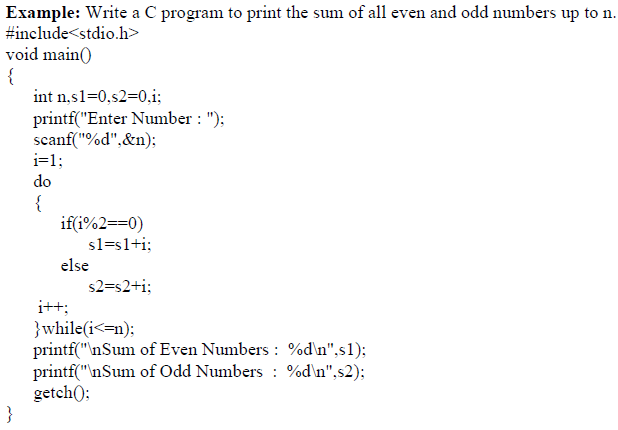 Example: Write a C program to print the sum of all even and odd numbers up to n.
#include<stdio.h>
void main()
{
int n,s1=0,s2=0,i;
printf("Enter Number : ");
scanf("%d",&n);
i=1;
do
{
if(i%2==0)
s1=s1+i;
else
s2=s2+i;
i++;
}while(i<=n);
printf("\nSum of Even Numbers : %d\n",s1);
printf("\nSum of Odd Numbers : %d\n",s2);
getch();
}